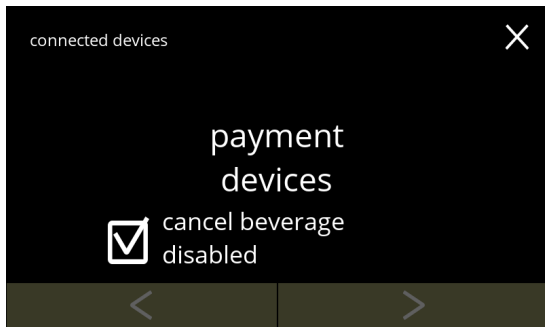 connected devices
payment
devices
cancel beverage
disabled